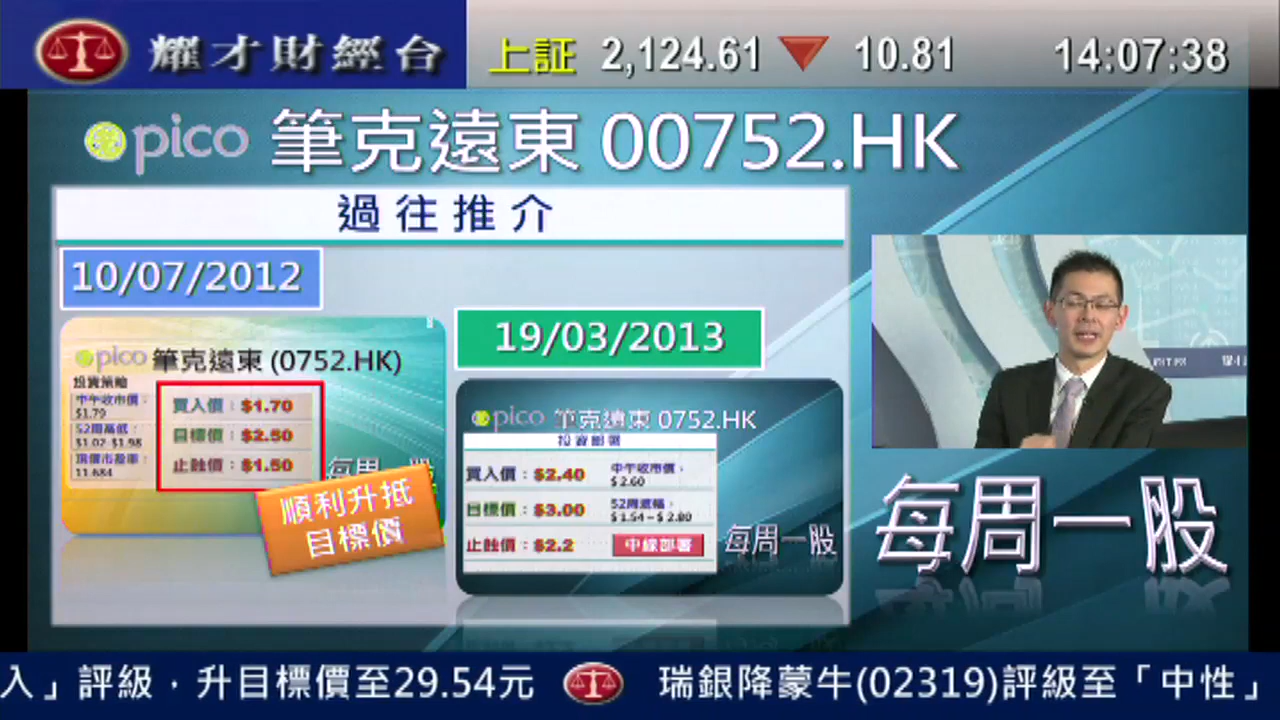 耀才財經台
上証 2,124.61 ▼ 10.81 14:07:38
pico 筆克遠東 00752.HK
過往推介
10/07/2012
pico 筆克遠東 (0752.HK)
投資策略
中午收市價：
$1.79
52周高低：
$1.02-$1.98
現價市盈率：
11.684
買入價：$1.70
目標價：$2.50
止蝕價：$1.50
每周一股
順利升抵
目標價
19/03/2013
pico 筆克遠東 0752.HK
投資部署
買入價：$2.40
目標價：$3.00
止蝕價：$2.2
中午收市價：
$2.60
52周波幅：
$1.54-$2.80
中線部署
每周一股
每周一股
入」評級，升目標價至29.54元 瑞銀降蒙牛(02319)評級至「中性」